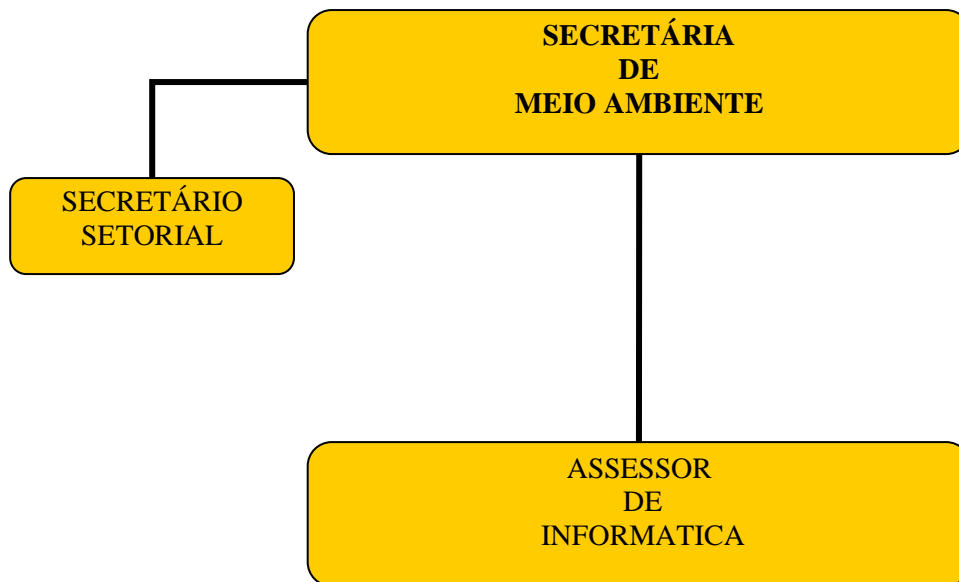 SECRETÁRIA
DE
MEIO AMBIENTE
SECRETÁRIO
SETORIAL
ASSESSOR
DE
INFORMATICA